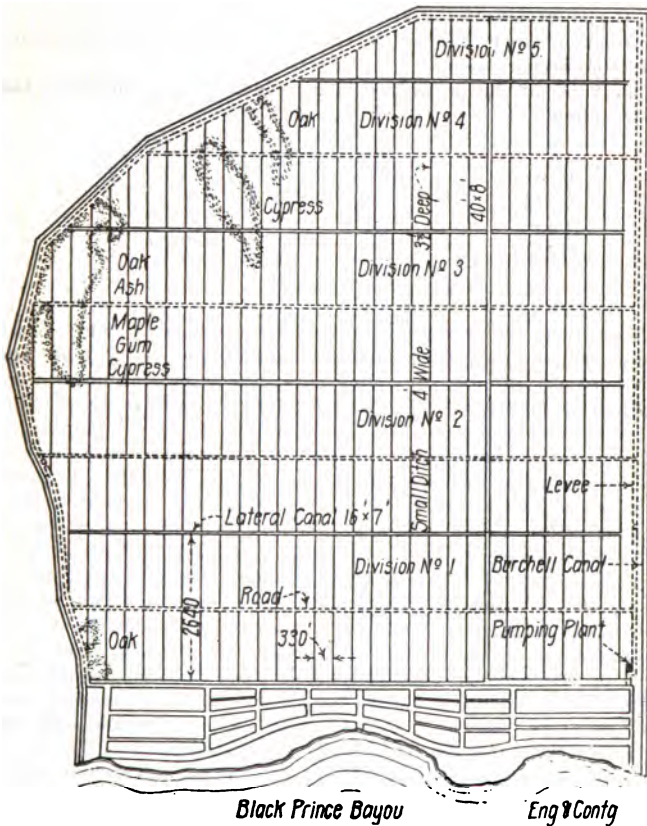 Division Nº 5
Oak
Division Nº 4
Cypress
3½ Deep
40'×8'
Oak
Ash
Division Nº 3
Maple
Gum
Cypress
Small Ditch 4' Wide
Division Nº 2
Levee
Lateral Canal 16'×7'
Burchell Canal
Division Nº 1
Road
2640
330'
Oak
Pumping Plant
Black Prince Bayou
Eng & Contg